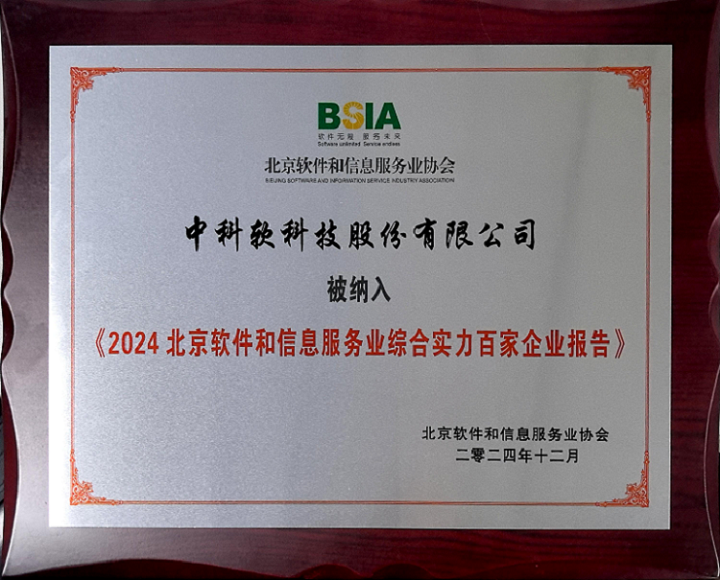 BSIA
软件无限 服务未来
Software unlimited Service endless
北京软件和信息服务业协会
BEIJING SOFTWARE AND INFORMATION SERVICE INDUSTRY ASSOCIATION
中科软科技股份有限公司
被纳入
《2024 北京软件和信息服务业综合实力百家企业报告》
北京软件和信息服务业协会
二零二四年十二月